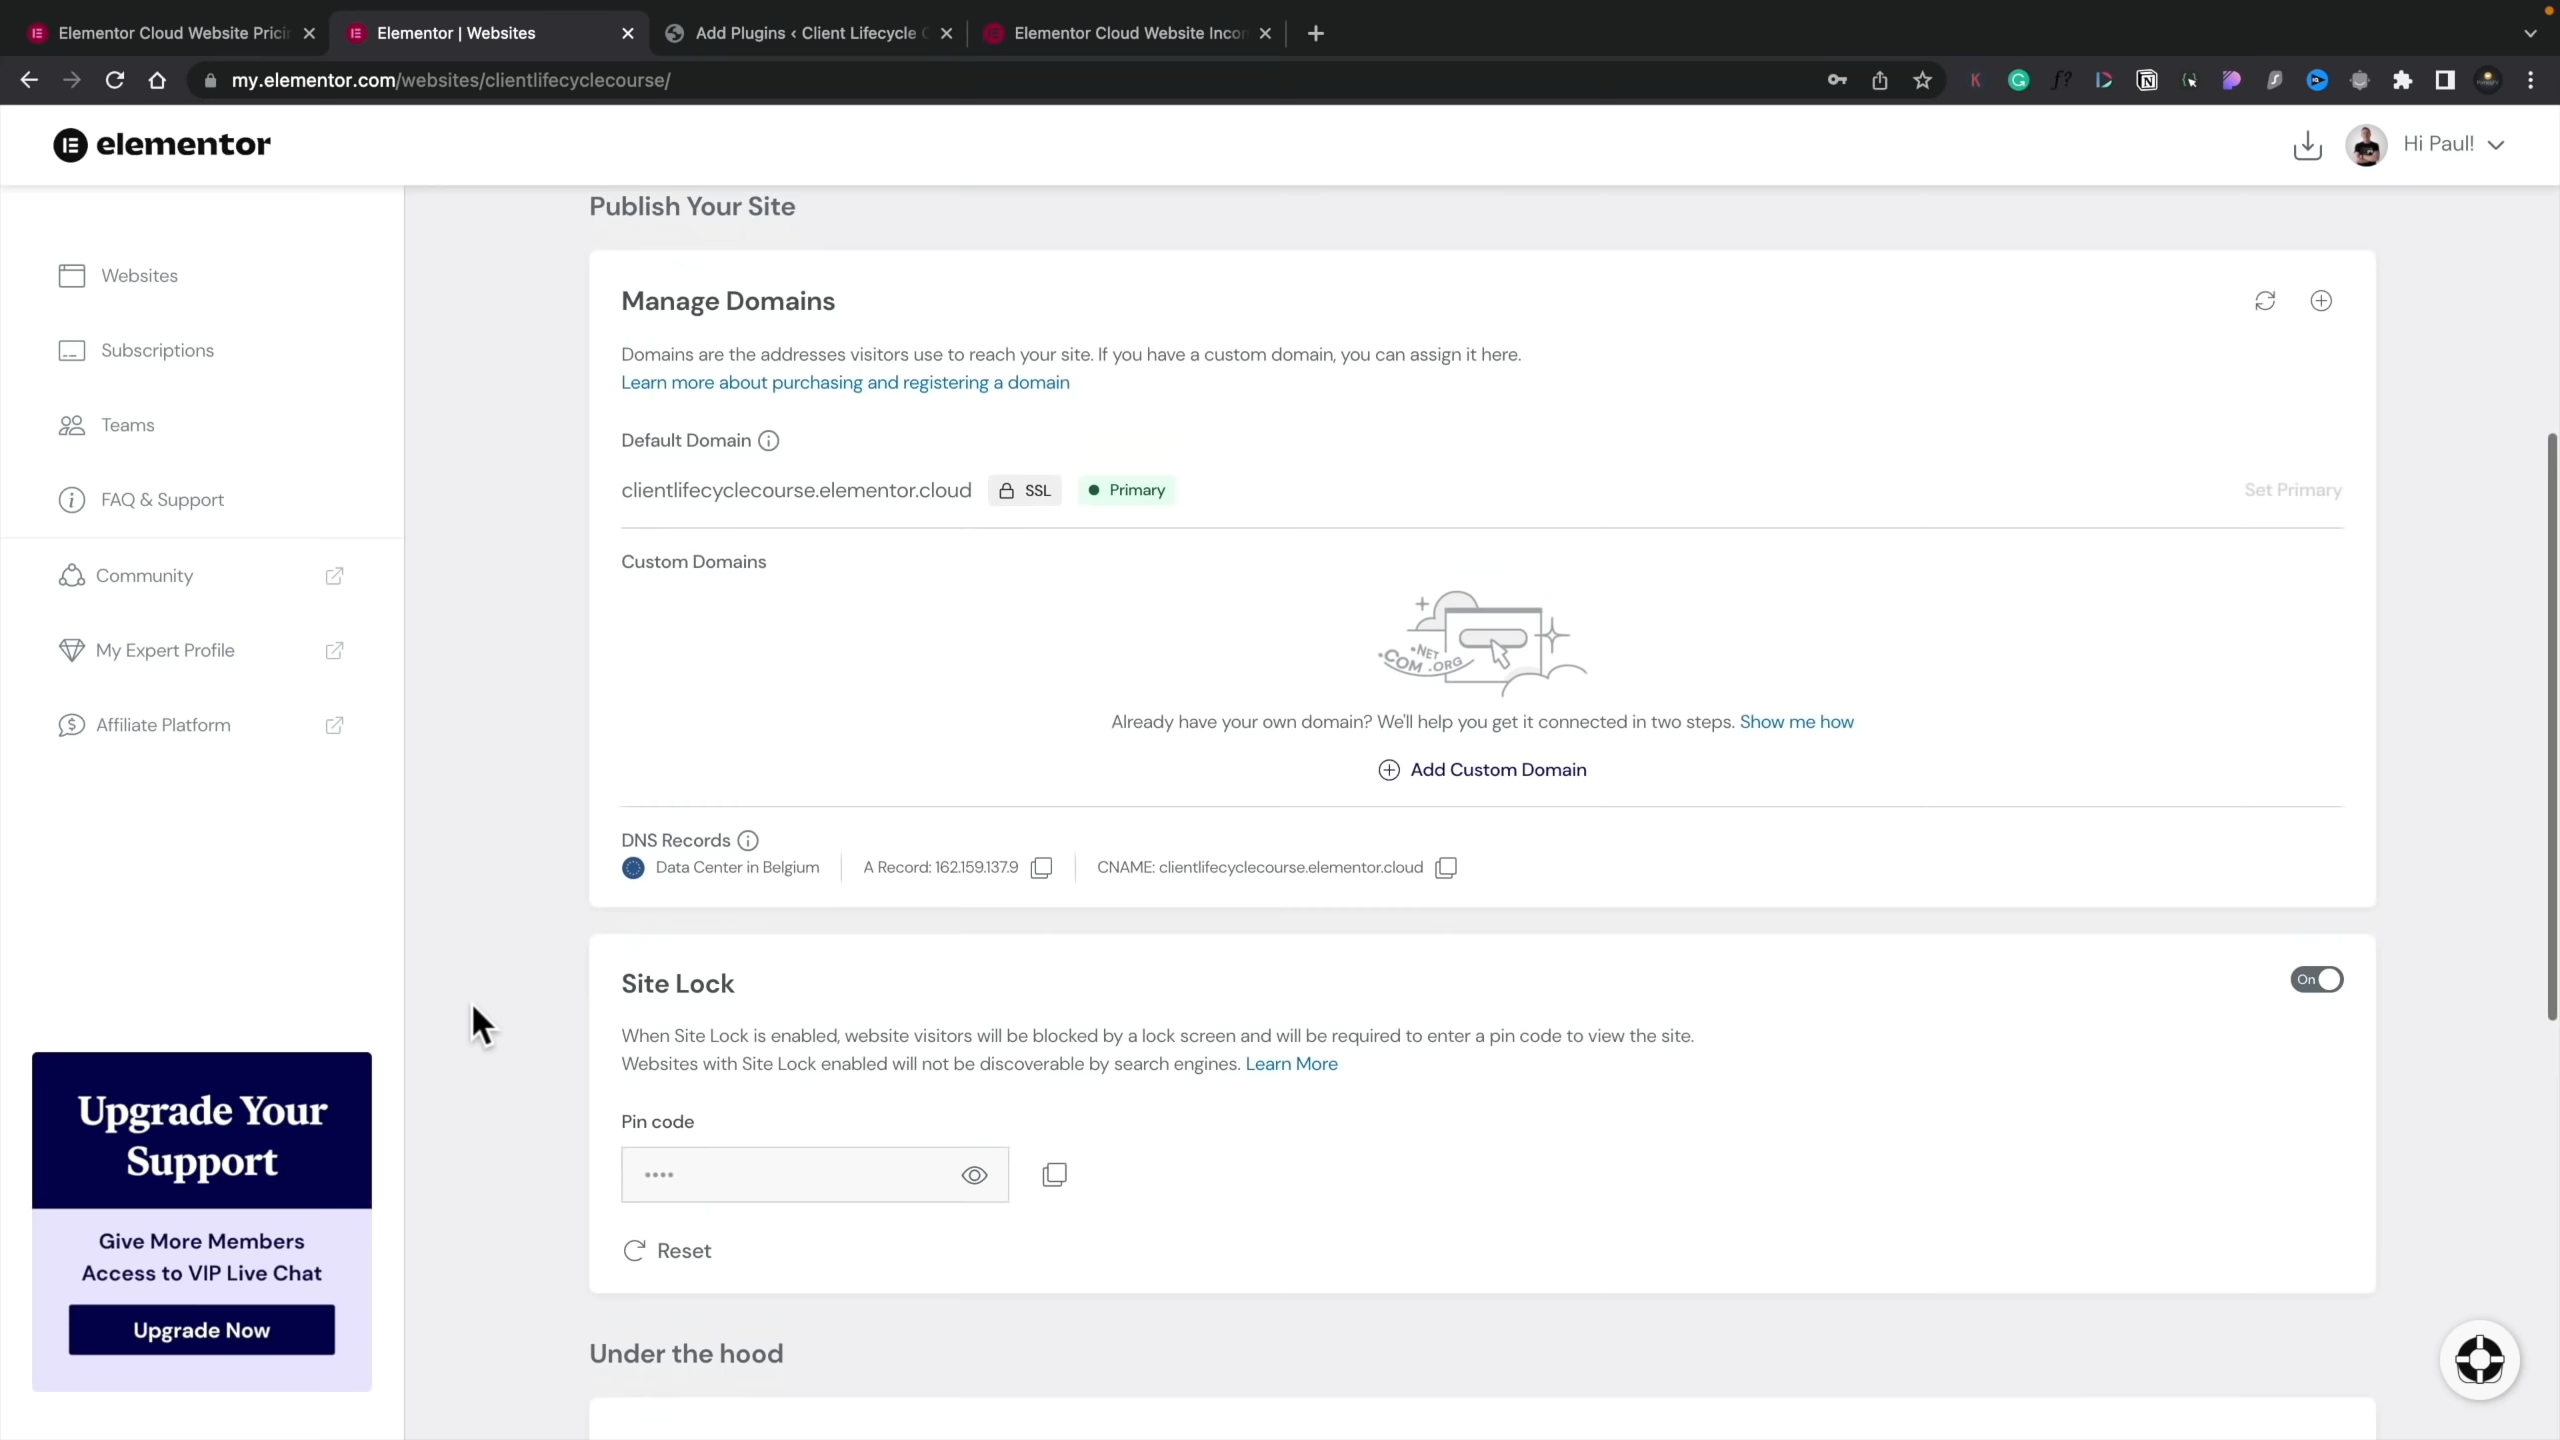 Elementor Cloud Website Pricin
Elementor | Websites
Add Plugins ‹ Client Lifecycle C
Elementor Cloud Website Incon
my.elementor.com/websites/clientlifecyclecourse/
elementor
Hi Paul!
Websites
Subscriptions
Teams
FAQ & Support
Community
My Expert Profile
Affiliate Platform
Upgrade Your
Support
Give More Members
Access to VIP Live Chat
Upgrade Now
Publish Your Site
Manage Domains
Domains are the addresses visitors use to reach your site. If you have a custom domain, you can assign it here.
Learn more about purchasing and registering a domain
Default Domain
clientlifecyclecourse.elementor.cloud SSL Primary Set Primary
Custom Domains
.NET
.COM .ORG
Already have your own domain? We'll help you get it connected in two steps. Show me how
Add Custom Domain
DNS Records
Data Center in Belgium A Record: 162.159.137.9 CNAME: clientlifecyclecourse.elementor.cloud
Site Lock On
When Site Lock is enabled, website visitors will be blocked by a lock screen and will be required to enter a pin code to view the site.
Websites with Site Lock enabled will not be discoverable by search engines. Learn More
Pin code
••••
Reset
Under the hood